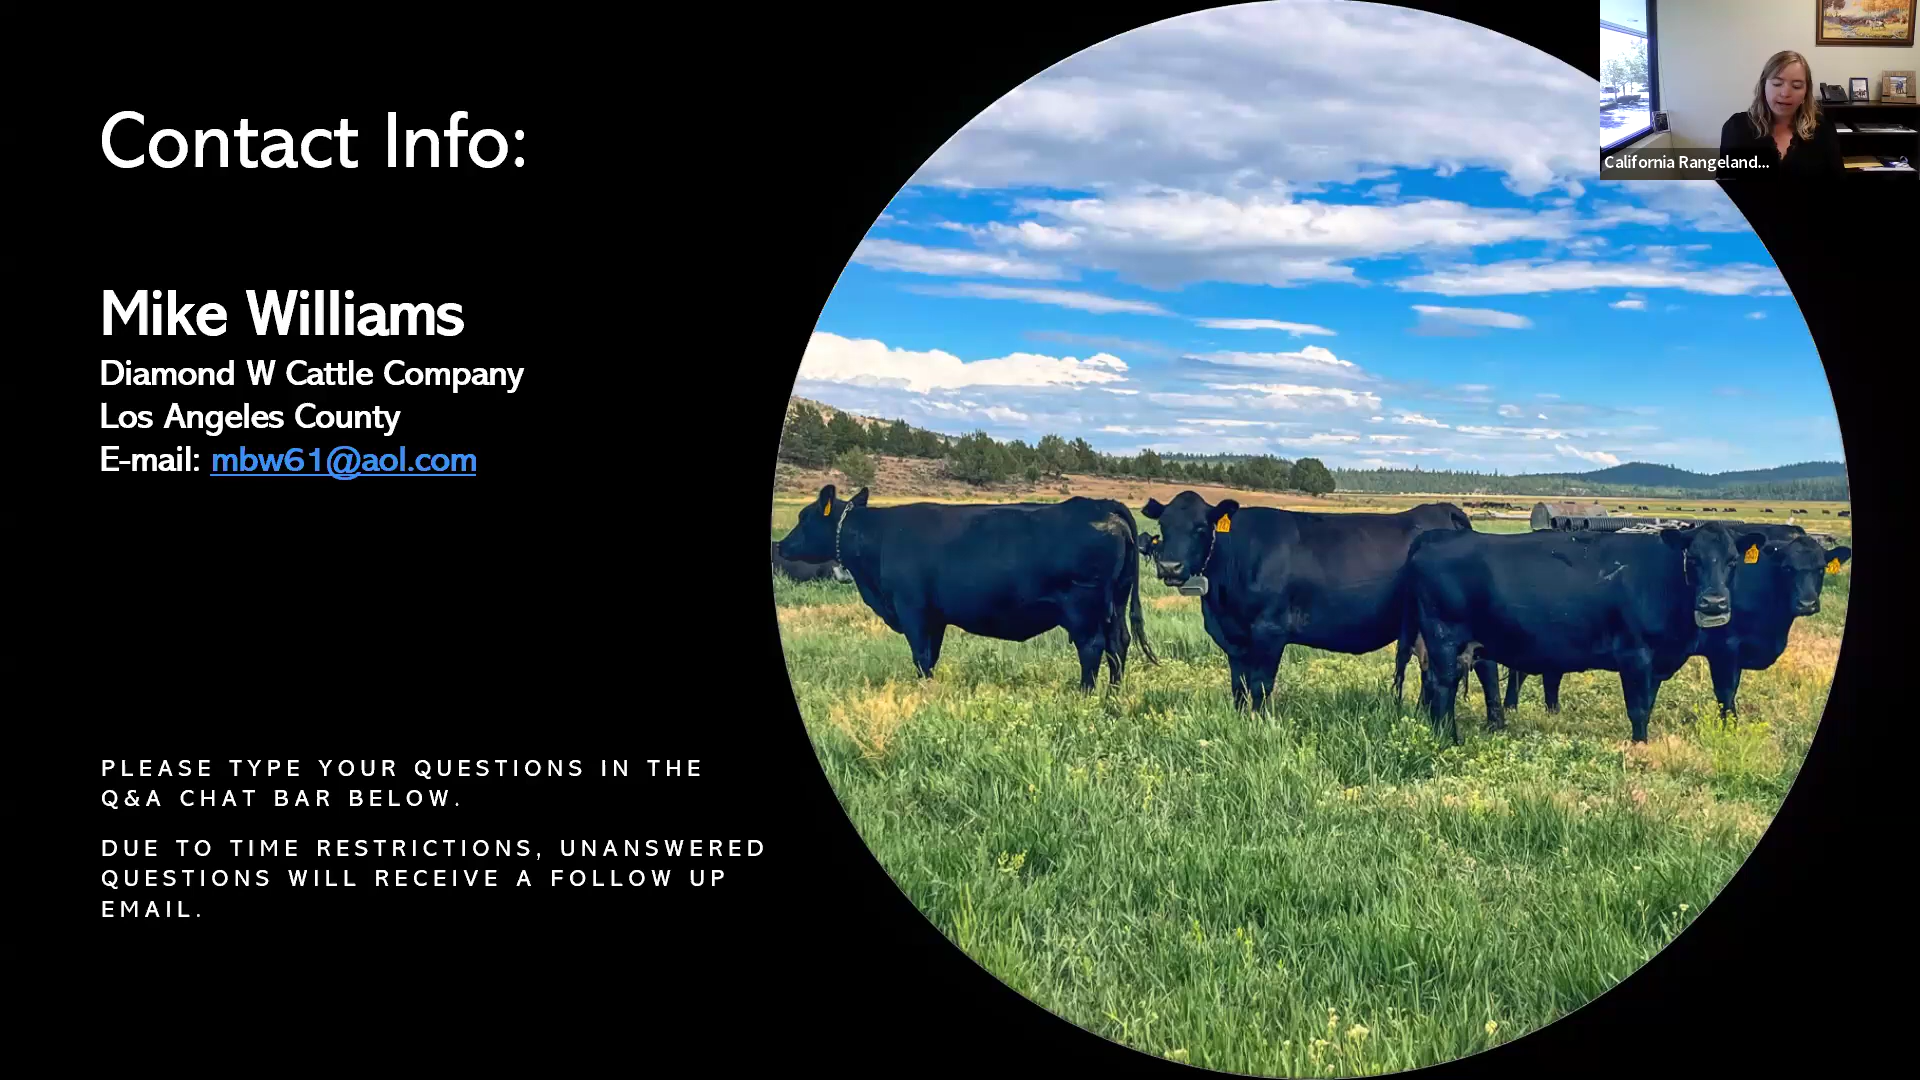 Contact Info:
Mike Williams
Diamond W Cattle Company
Los Angeles County
E-mail: mbw61@aol.com
PLEASE TYPE YOUR QUESTIONS IN THE
Q&A CHAT BAR BELOW.
DUE TO TIME RESTRICTIONS, UNANSWERED
QUESTIONS WILL RECEIVE A FOLLOW UP
EMAIL.
California Rangeland...